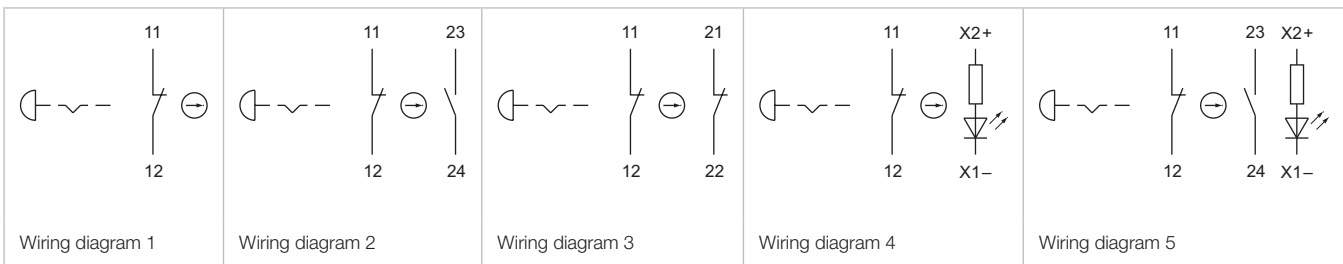 11
12
Wiring diagram 1
11 23
12 24
Wiring diagram 2
11 21
12 22
Wiring diagram 3
11 X2+
12 X1–
Wiring diagram 4
11 23 X2+
12 24 X1–
Wiring diagram 5